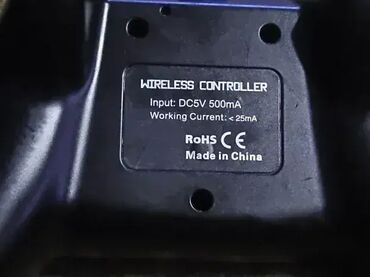 WIRELESS CONTROLLER
Input: DC5V 500mA
Working Current: < 25mA
RoHS CE
Made in China